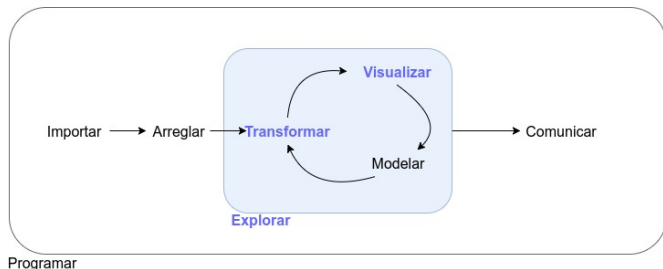 Visualizar
Importar
Arreglar
Transformar
Comunicar
Modelar
Explorar
Programar